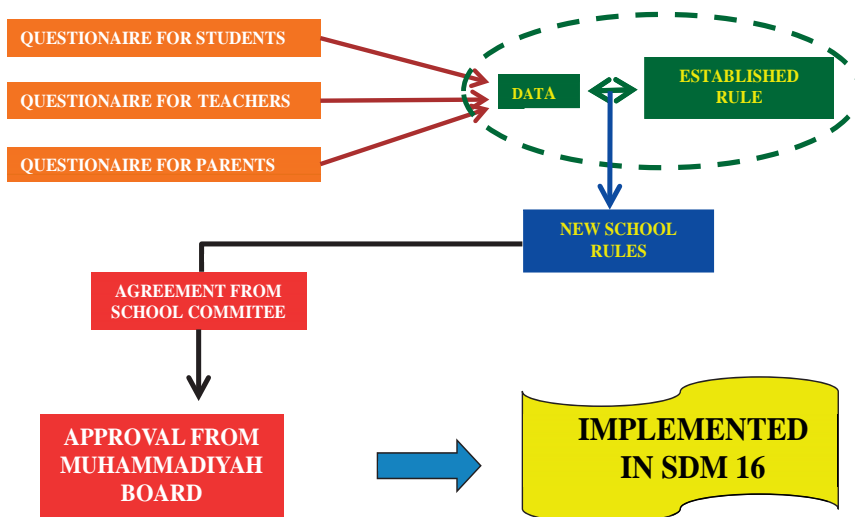 QUESTIONAIRE FOR STUDENTS
QUESTIONAIRE FOR TEACHERS
QUESTIONAIRE FOR PARENTS
DATA
ESTABLISHED
RULE
NEW SCHOOL
RULES
AGREEMENT FROM
SCHOOL COMMITEE
APPROVAL FROM
MUHAMMADIYAH
BOARD
IMPLEMENTED
IN SDM 16